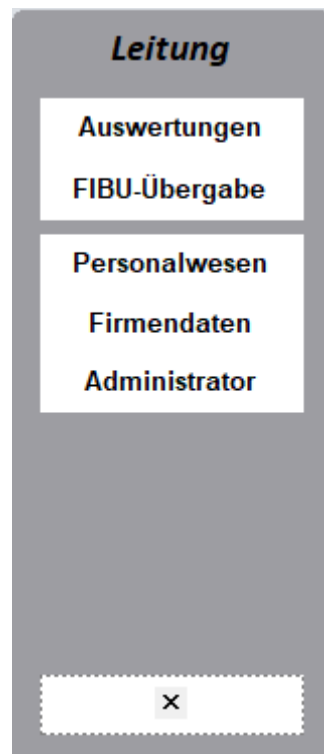 Leitung
Auswertungen
FIBU-Übergabe
Personalwesen
Firmendaten
Administrator
×